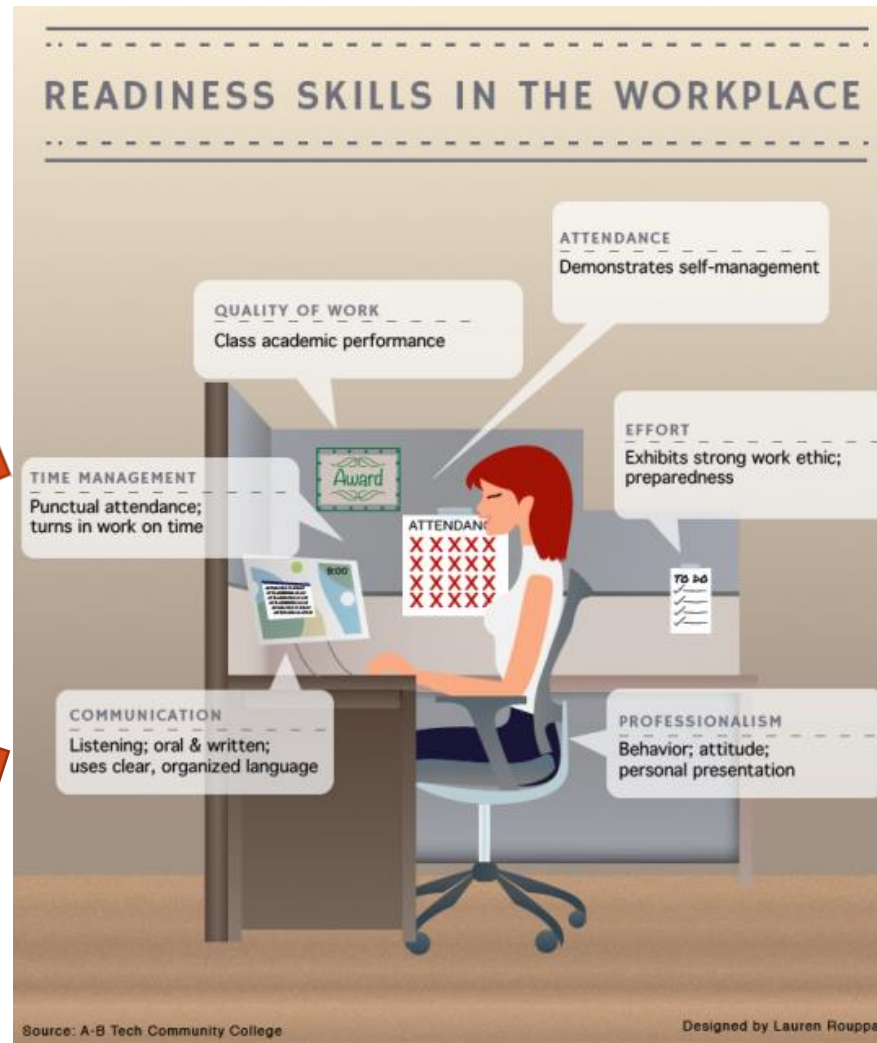 READINESS SKILLS IN THE WORKPLACE
ATTENDANCE
Demonstrates self-management
QUALITY OF WORK
Class academic performance
EFFORT
Exhibits strong work ethic;
preparedness
TIME MANAGEMENT
Punctual attendance;
turns in work on time
Award
ATTENDANC
X X X X X
X X X X X
X X X X X
X X X X X
9:00
TO DO
COMMUNICATION
Listening; oral & written;
uses clear, organized language
PROFESSIONALISM
Behavior; attitude;
personal presentation
Source: A-B Tech Community College
Designed by Lauren Rouppa